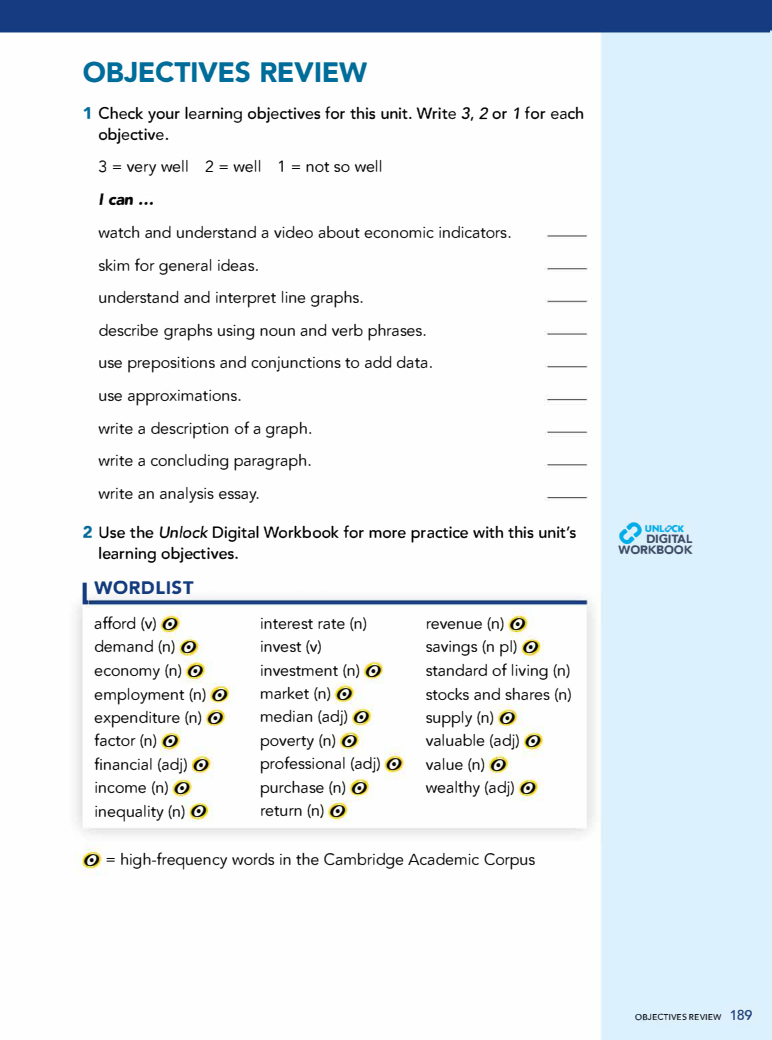 OBJECTIVES REVIEW
1 Check your learning objectives for this unit. Write 3, 2 or 1 for each
objective.
3 = very well 2 = well 1 = not so well
I can ...
watch and understand a video about economic indicators.
skim for general ideas.
understand and interpret line graphs.
describe graphs using noun and verb phrases.
use prepositions and conjunctions to add data.
use approximations.
write a description of a graph.
write a concluding paragraph.
write an analysis essay.
2 Use the Unlock Digital Workbook for more practice with this unit's
learning objectives.
UNLOCK
DIGITAL
WORKBOOK
WORDLIST
afford (v)
demand (n)
economy (n)
employment (n)
expenditure (n)
factor (n)
financial (adj)
income (n)
inequality (n)
interest rate (n)
invest (v)
investment (n)
market (n)
median (adj)
poverty (n)
professional (adj)
purchase (n)
return (n)
revenue (n)
savings (n pl)
standard of living (n)
stocks and shares (n)
supply (n)
valuable (adj)
value (n)
wealthy (adj)
= high-frequency words in the Cambridge Academic Corpus
OBJECTIVES REVIEW 189